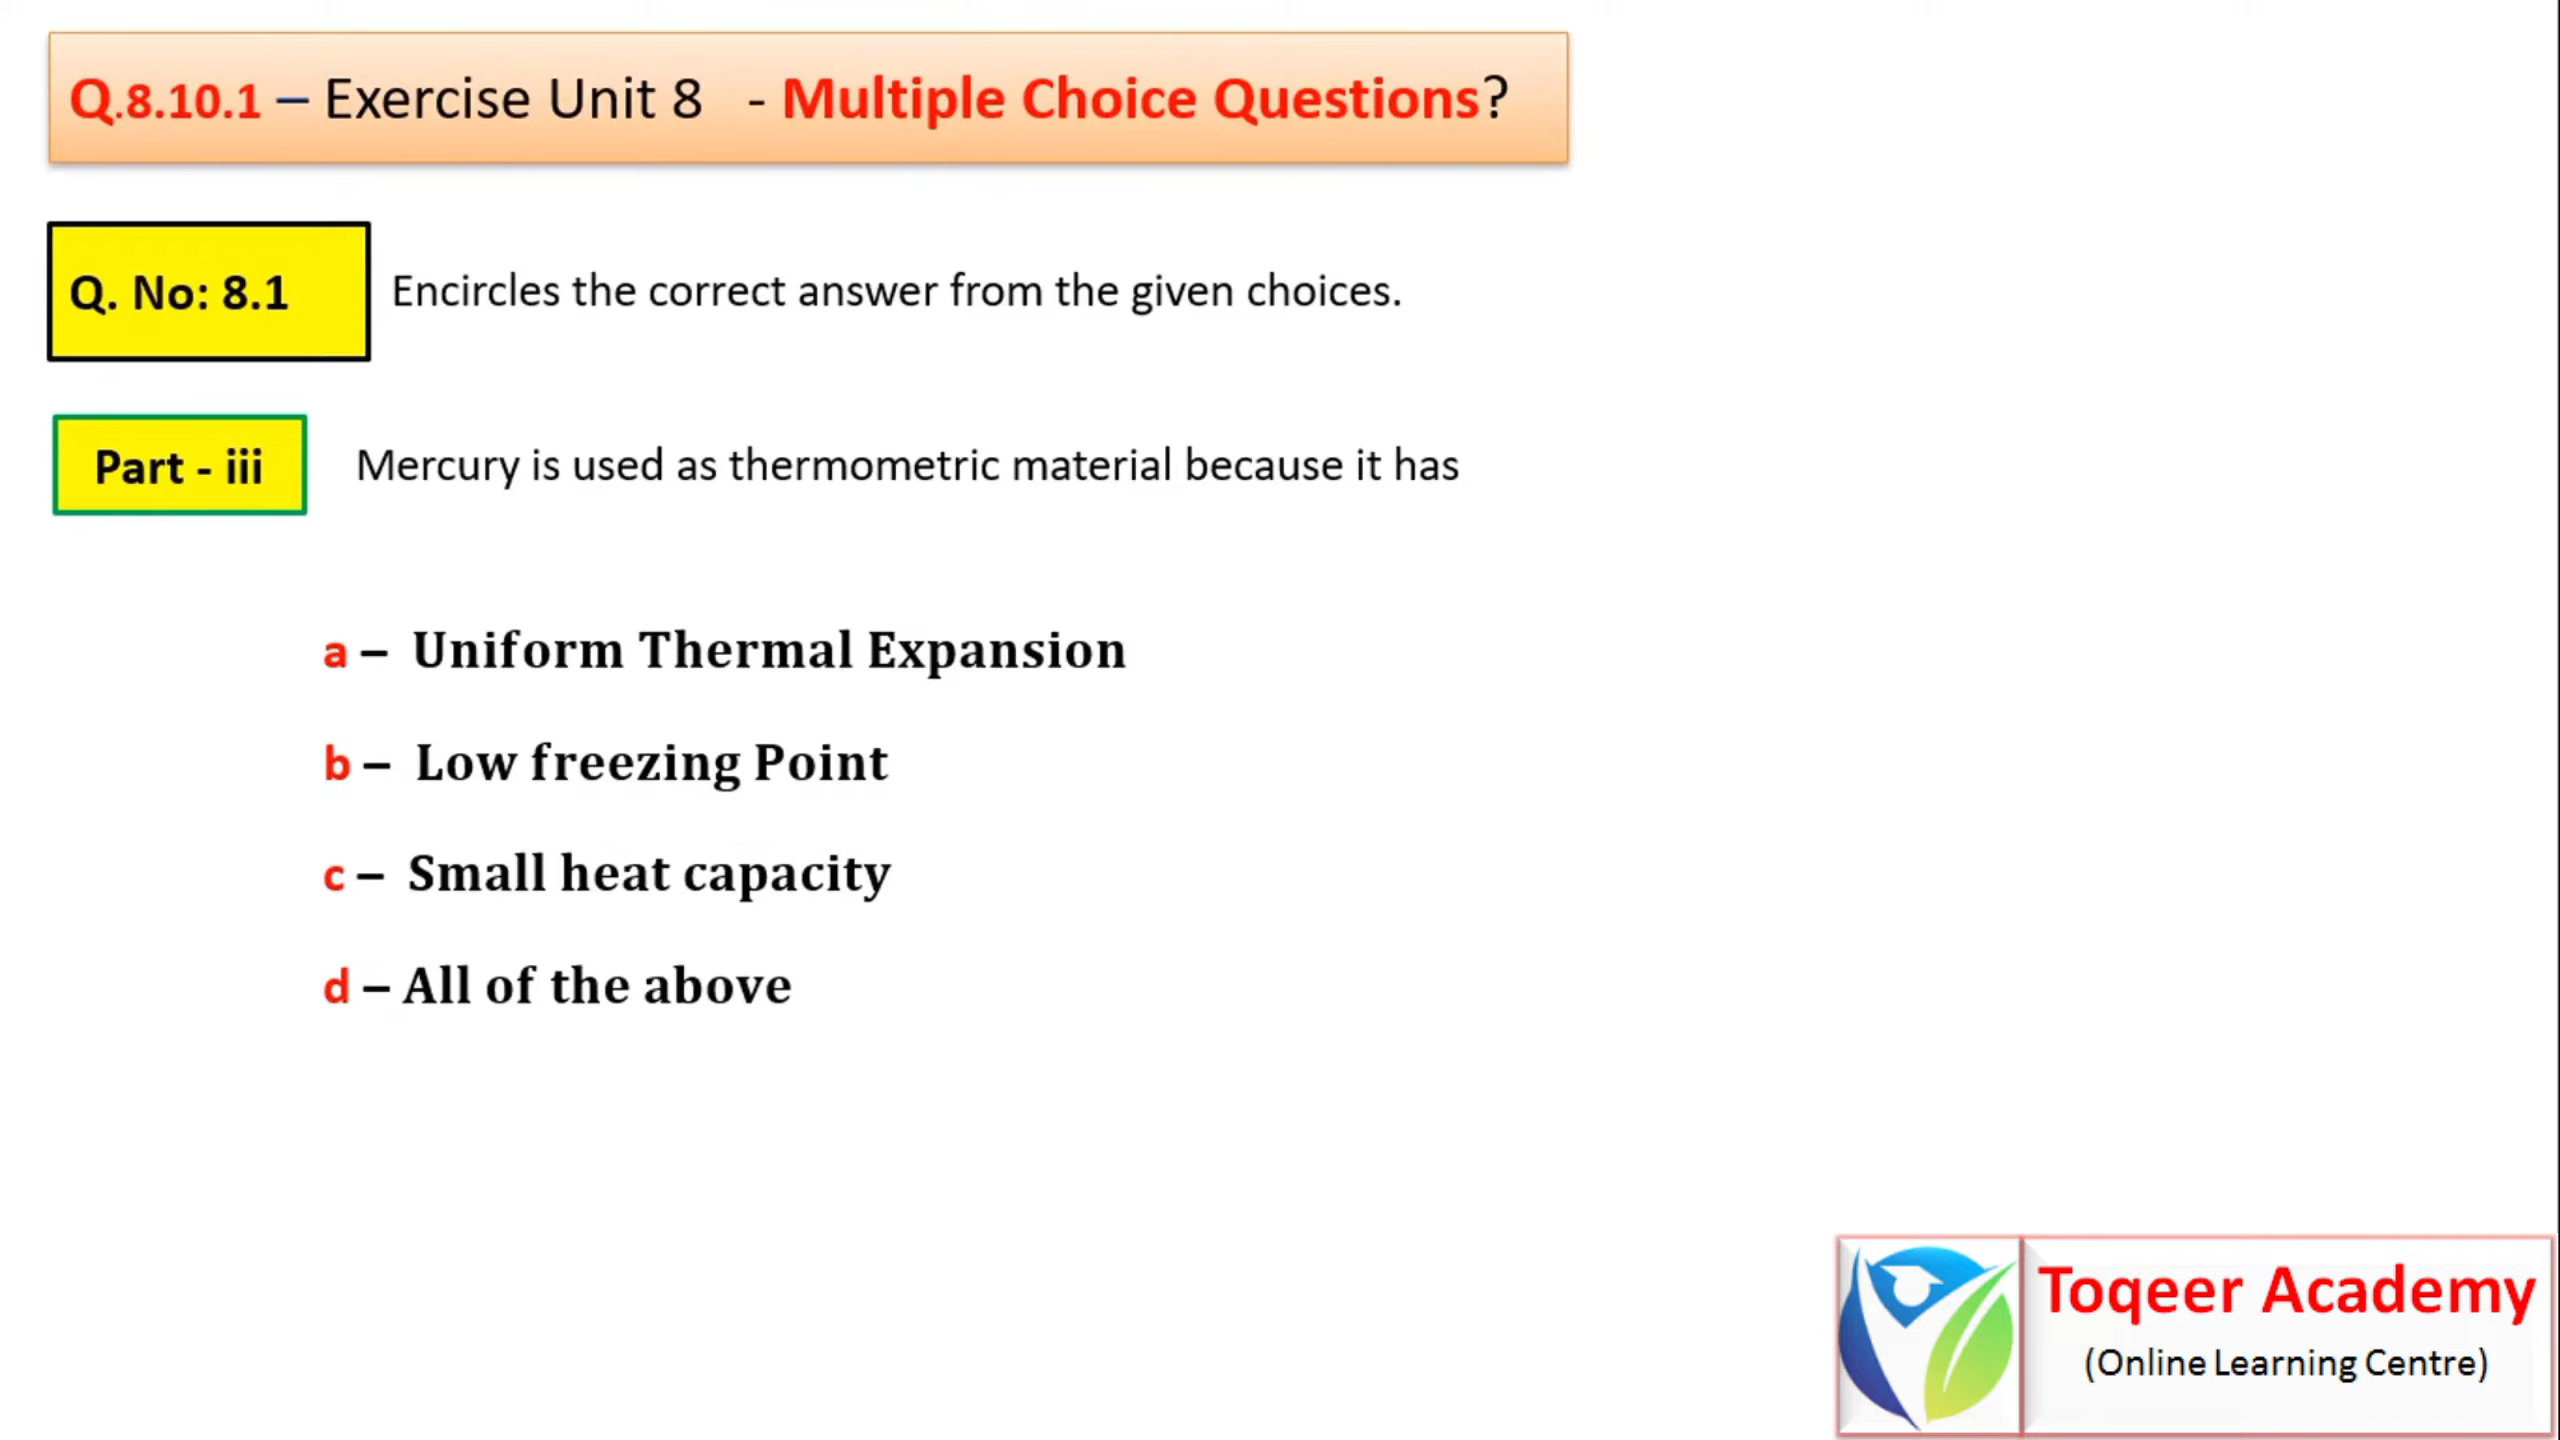 Q.8.10.1 – Exercise Unit 8 - Multiple Choice Questions?
Q. No: 8.1 Encircles the correct answer from the given choices.
Part - iii Mercury is used as thermometric material because it has
a – Uniform Thermal Expansion
b – Low freezing Point
c – Small heat capacity
d – All of the above
Toqeer Academy
(Online Learning Centre)